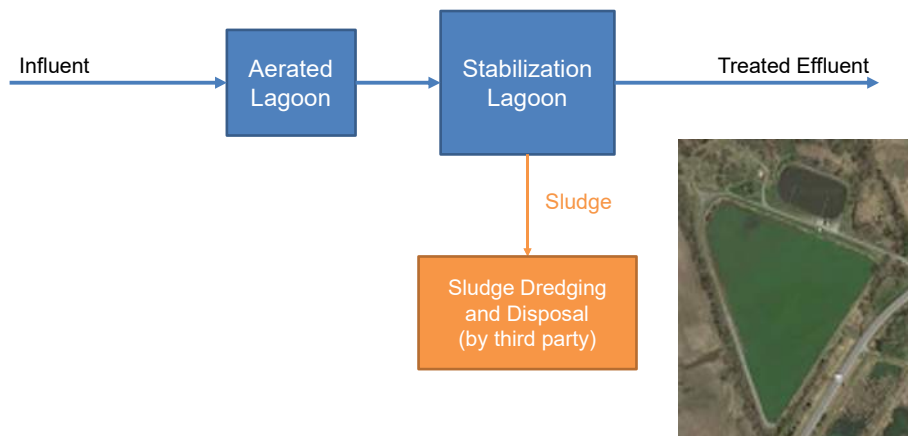 Influent
Aerated
Lagoon
Stabilization
Lagoon
Treated Effluent
Sludge
Sludge Dredging
and Disposal
(by third party)